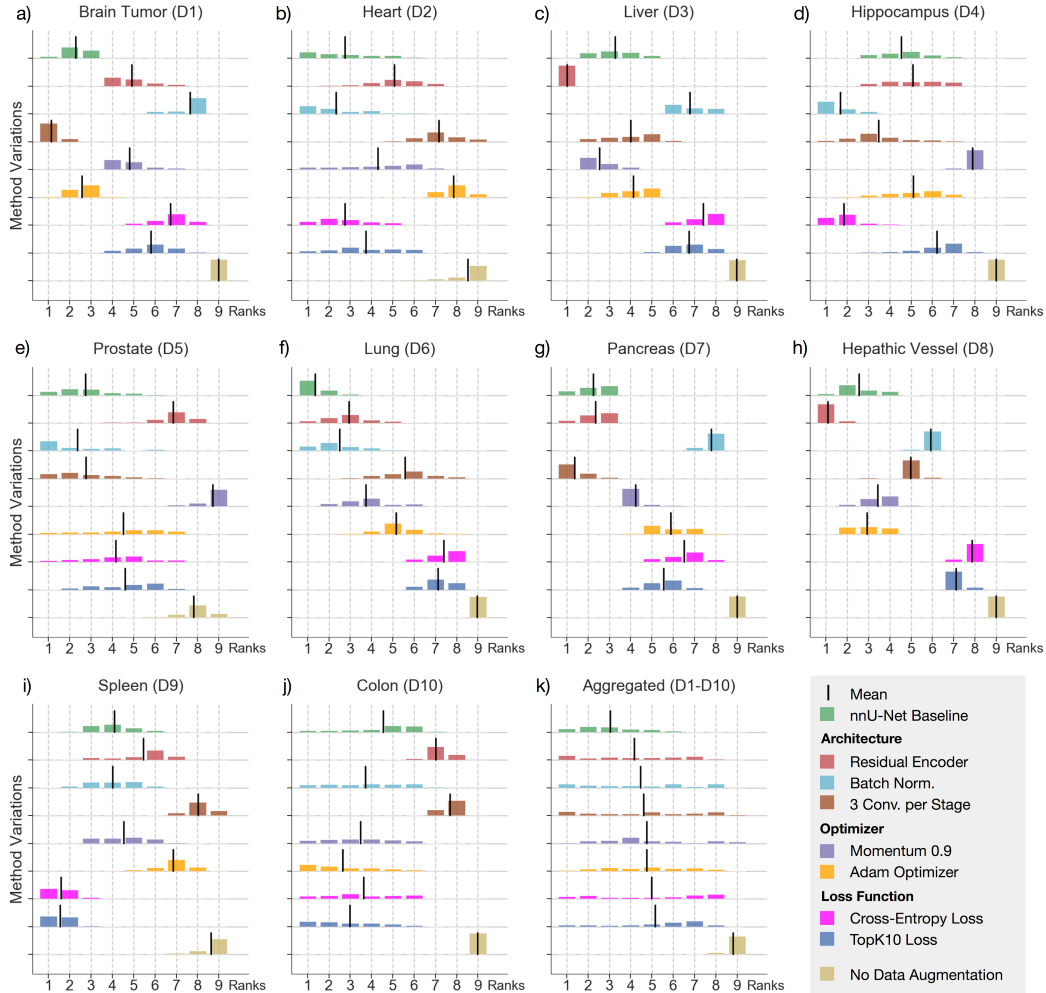 a) Brain Tumor (D1)
b) Heart (D2)
c) Liver (D3)
d) Hippocampus (D4)
Method Variations
1 2 3 4 5 6 7 8 9 Ranks
1 2 3 4 5 6 7 8 9 Ranks
1 2 3 4 5 6 7 8 9 Ranks
1 2 3 4 5 6 7 8 9 Ranks
e) Prostate (D5)
f) Lung (D6)
g) Pancreas (D7)
h) Hepathic Vessel (D8)
Method Variations
1 2 3 4 5 6 7 8 9 Ranks
1 2 3 4 5 6 7 8 9 Ranks
1 2 3 4 5 6 7 8 9 Ranks
1 2 3 4 5 6 7 8 9 Ranks
i) Spleen (D9)
j) Colon (D10)
k) Aggregated (D1-D10)
Method Variations
1 2 3 4 5 6 7 8 9 Ranks
1 2 3 4 5 6 7 8 9 Ranks
1 2 3 4 5 6 7 8 9 Ranks
Mean
nnU-Net Baseline
Architecture
Residual Encoder
Batch Norm.
3 Conv. per Stage
Optimizer
Momentum 0.9
Adam Optimizer
Loss Function
Cross-Entropy Loss
TopK10 Loss
No Data Augmentation